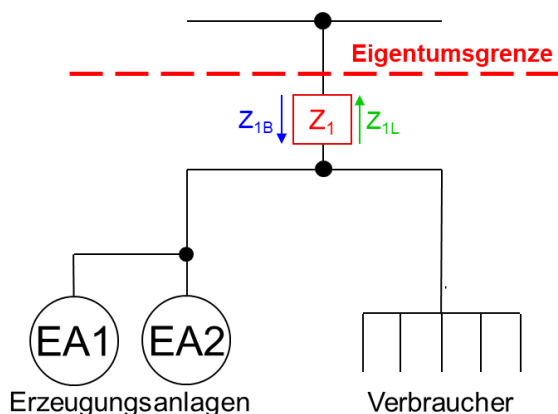 Eigentumsgrenze
Z1B
Z1
Z1L
EA1
EA2
Erzeugungsanlagen
Verbraucher